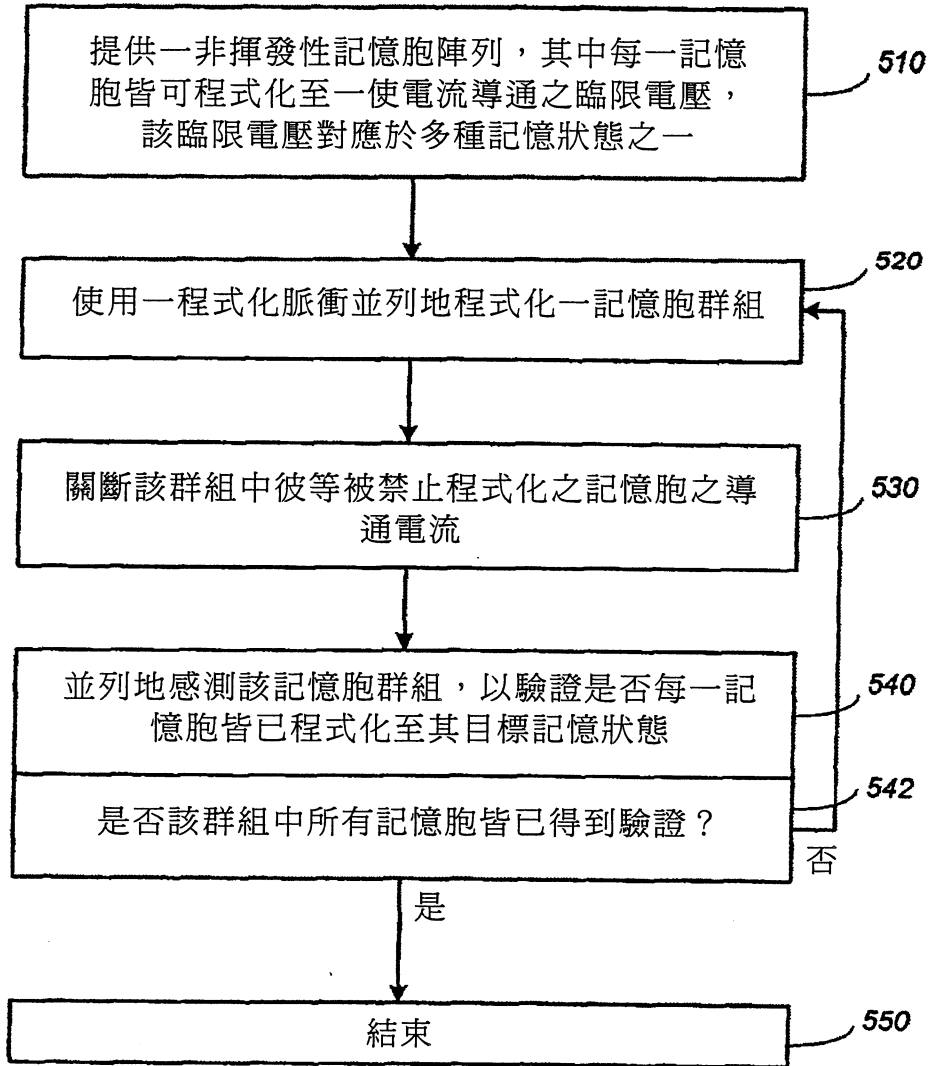 提供一非揮發性記憶胞陣列，其中每一記憶
胞皆可程式化至一使電流導通之臨限電壓，
該臨限電壓對應於多種記憶狀態之一
510
使用一程式化脈衝並列地程式化一記憶胞群組
520
關斷該群組中彼等被禁止程式化之記憶胞之導
通電流
530
並列地感測該記憶胞群組，以驗證是否每一記
憶胞皆已程式化至其目標記憶狀態
540
是否該群組中所有記憶胞皆已得到驗證？
542
否
是
結束
550